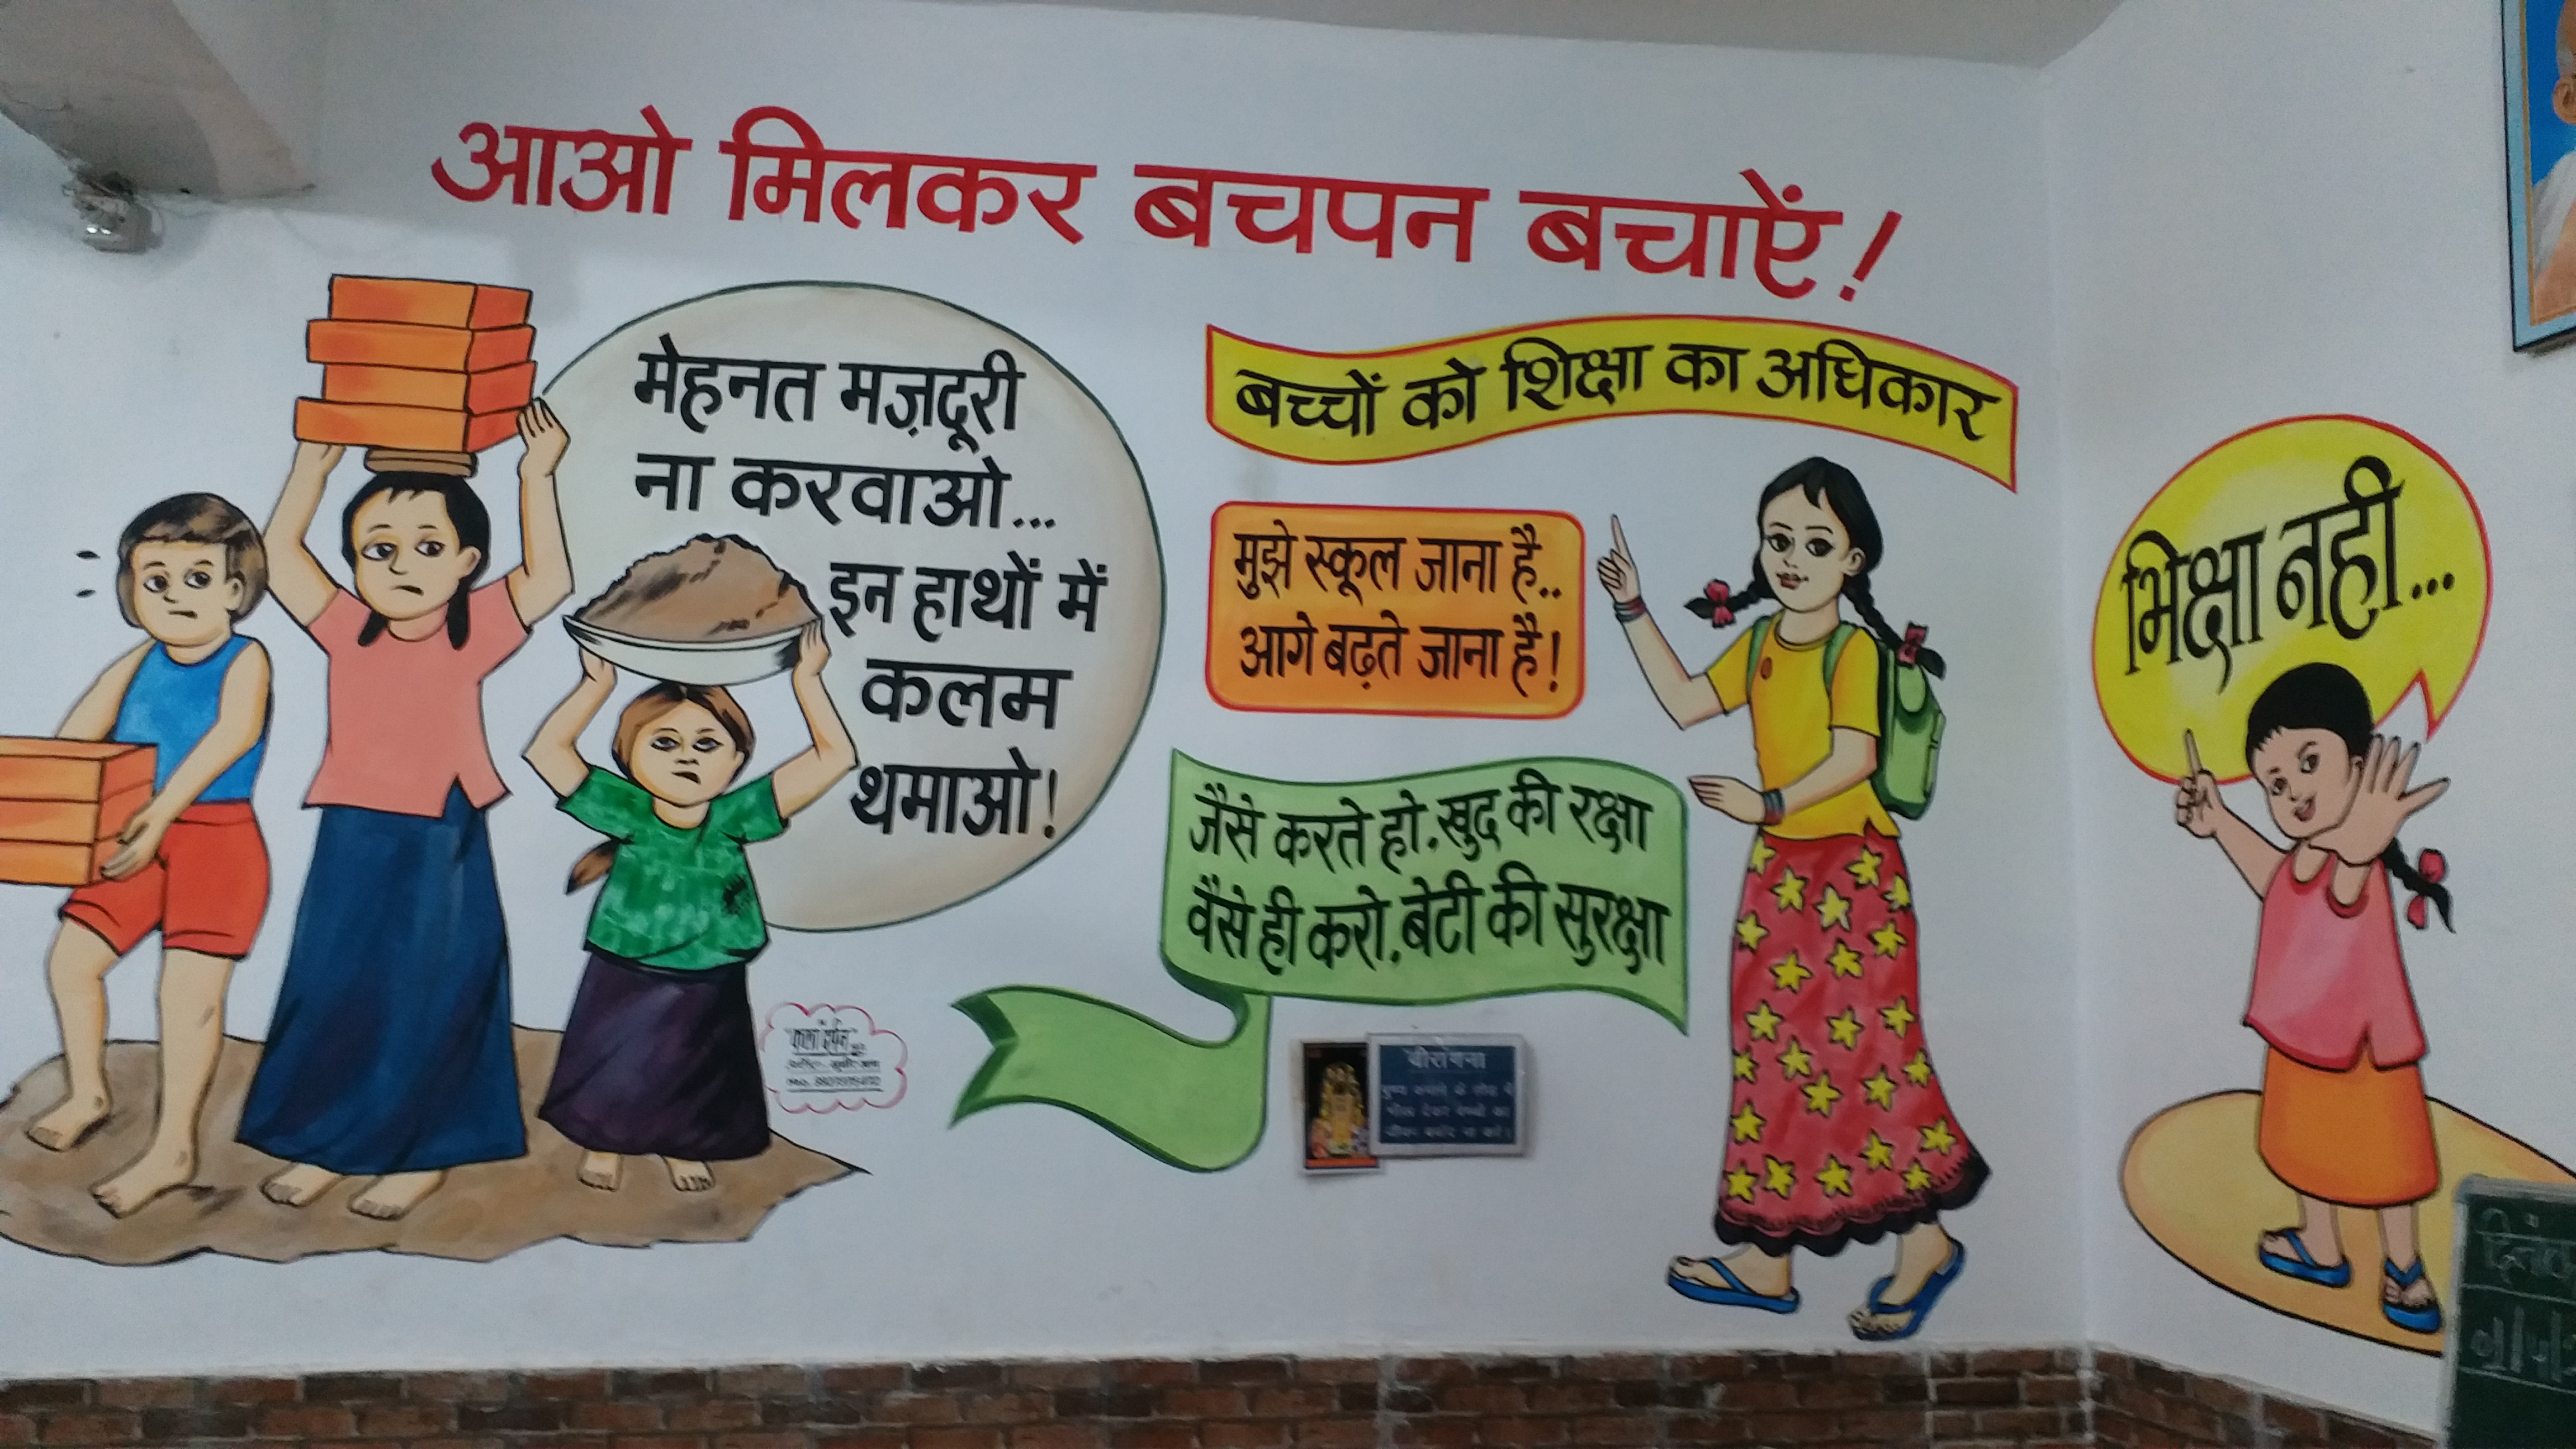 आओ मिलकर बचपन बचाऐं!
मेहनत मज़दूरी
ना करवाओ...
इन हाथों में
कलम
थमाओ!
बच्चों को शिक्षा का अधिकार
मुझे स्कूल जाना है..
आगे बढ़ते जाना है!
जैसे करते हो.खुद की रक्षा
वैसे ही करो.बेटी की सुरक्षा
भिक्षा नही...
वीरांगना